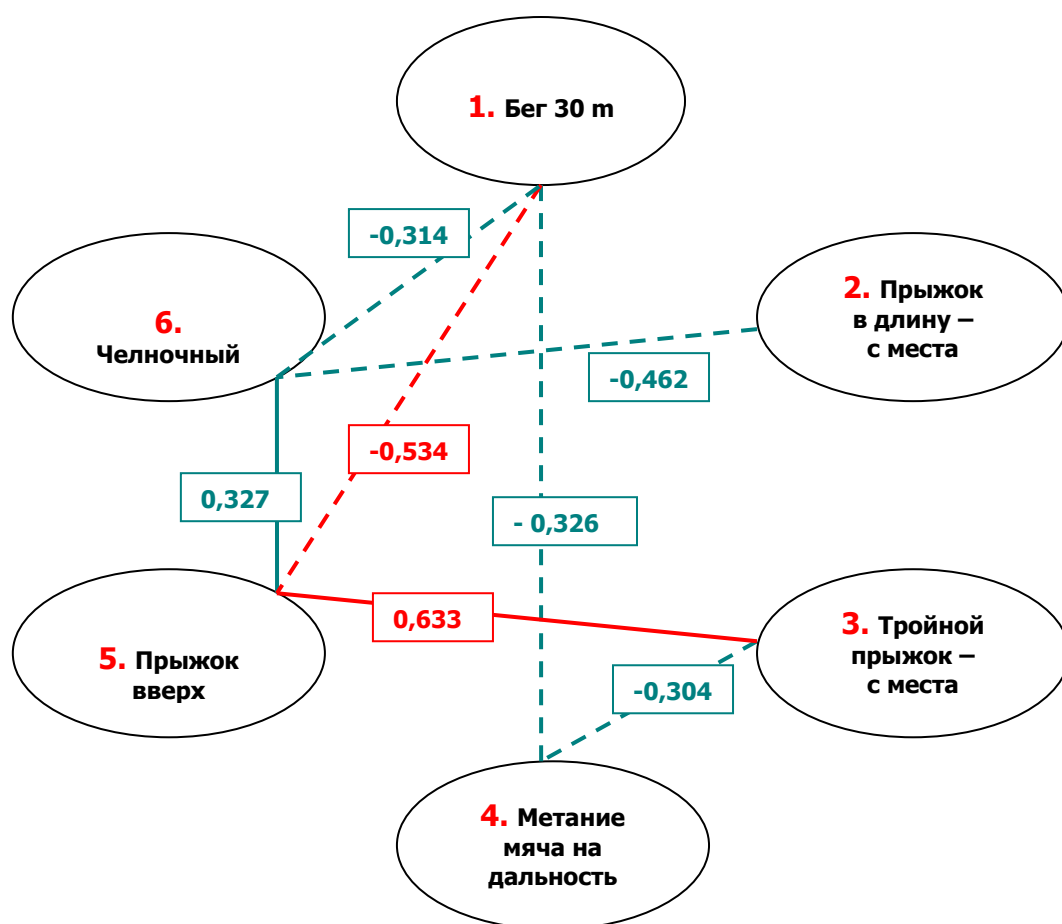 1. Бег 30 m
-0,314
6.
Челночный
2. Прыжок
в длину –
с места
-0,462
-0,534
0,327
- 0,326
0,633
3. Тройной
прыжок –
с места
5. Прыжок
вверх
-0,304
4. Метание
мяча на
дальность